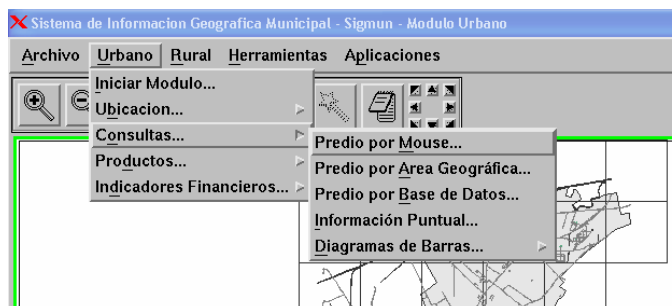 Sistema de Informacion Geografica Municipal - Sigmun - Modulo Urbano
Archivo Urbano Rural Herramientas Aplicaciones
Iniciar Modulo...
Ubicacion...
Consultas...
Productos...
Indicadores Financieros...
Predio por Mouse...
Predio por Area Geográfica...
Predio por Base de Datos...
Información Puntual...
Diagramas de Barras...